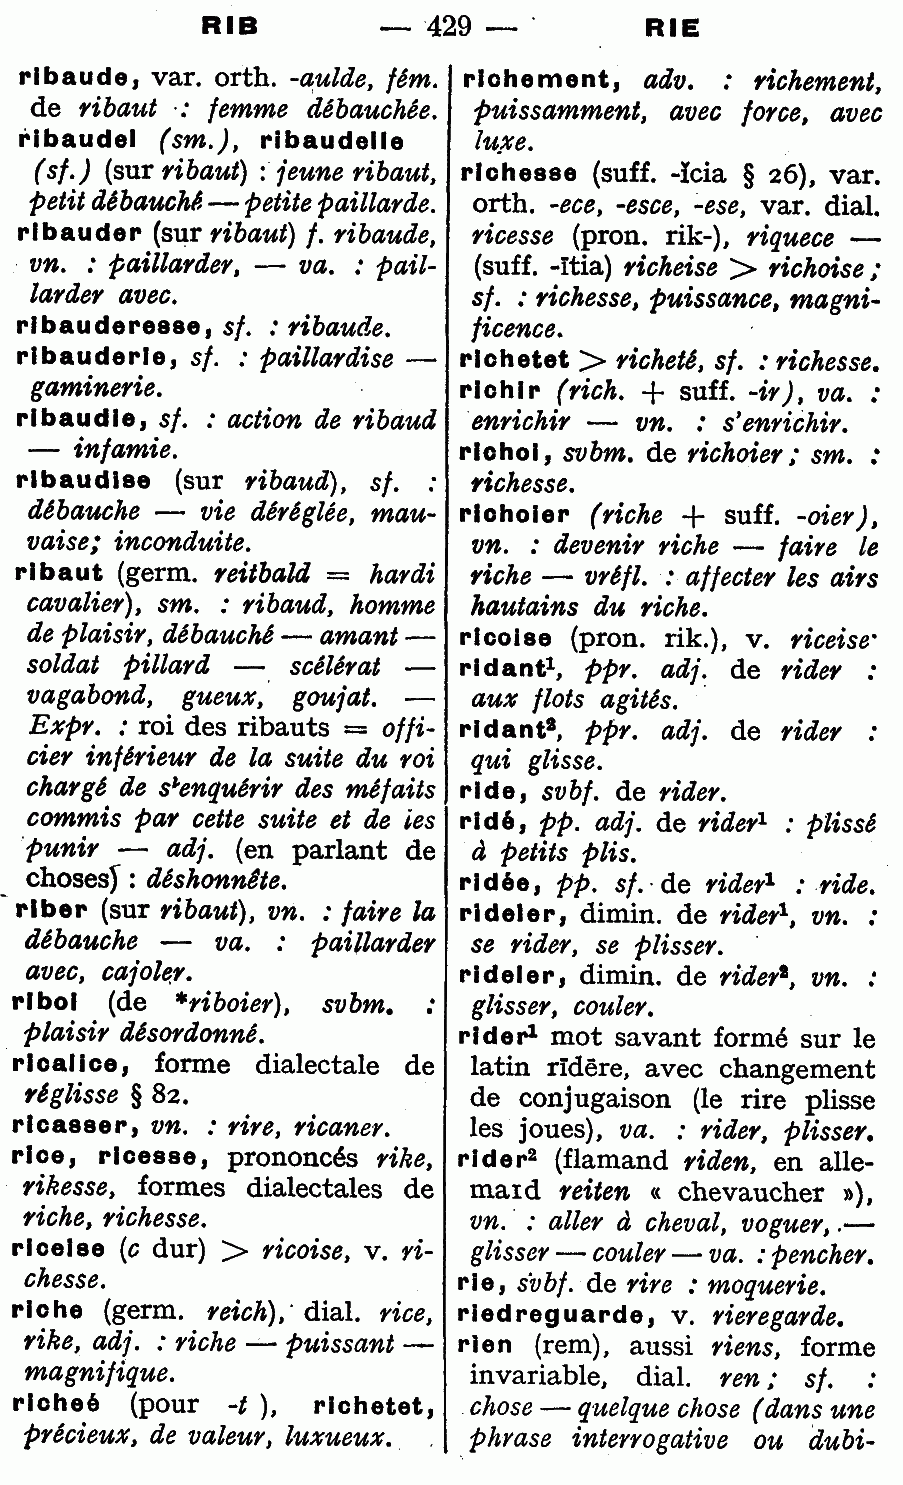 RIB — 429 — RIE
ribaude, var. orth. -aulde, fém.
de ribaut : femme débauchée.
ribaudel (sm.), ribaudelle
(sf.) (sur ribaut) : jeune ribaut,
petit débauché — petite paillarde.
ribauder (sur ribaut) f. ribaude,
vn. : paillarder, — va. : pail-
larder avec.
ribauderesse, sf. : ribaude.
ribauderie, sf. : paillardise —
gaminerie.
ribaudie, sf. : action de ribaud
— infamie.
ribaudise (sur ribaud), sf. :
débauche — vie déréglée, mau-
vaise; inconduite.
ribaut (germ. reitbald = hardi
cavalier), sm. : ribaud, homme
de plaisir, débauché — amant —
soldat pillard — scélérat —
vagabond, gueux, goujat. —
Expr. : roi des ribauts = offi-
cier inférieur de la suite du roi
chargé de s'enquérir des méfaits
commis par cette suite et de les
punir — adj. (en parlant de
choses) : déshonnête.
riber (sur ribaut), vn. : faire la
débauche — va. : paillarder
avec, cajoler.
riboi (de *riboier), svbm. :
plaisir désordonné.
ricalice, forme dialectale de
réglisse § 82.
ricasser, vn. : rire, ricaner.
rice, ricesse, prononcés rike,
rikesse, formes dialectales de
riche, richesse.
riceise (c dur) > ricoise, v. ri-
chesse.
riche (germ. reich), dial. rice,
rike, adj. : riche — puissant —
magnifique.
richeé (pour -t ), richetet,
précieux, de valeur, luxueux.
richement, adv. : richement,
puissamment, avec force, avec
luxe.
richesse (suff. -ĭcia § 26), var.
orth. -ece, -esce, -ese, var. dial.
ricesse (pron. rik-), riquece —
(suff. -ītia) richeise > richoise ;
sf. : richesse, puissance, magni-
ficence.
richetet > richeté, sf. : richesse.
richir (rich. + suff. -ir), va. :
enrichir — vn. : s'enrichir.
richoi, svbm. de richoier ; sm. :
richesse.
richoier (riche + suff. -oier),
vn. : devenir riche — faire le
riche — vréfl. : affecter les airs
hautains du riche.
ricoise (pron. rik.), v. riceise
ridant¹, ppr. adj. de rider :
aux flots agités.
ridant², ppr. adj. de rider :
qui glisse.
ride, svbf. de rider.
ridé, pp. adj. de rider¹ : plissé
à petits plis.
ridée, pp. sf. de rider¹ : ride.
rideler, dimin. de rider¹, vn. :
se rider, se plisser.
rideler, dimin. de rider², vn. :
glisser, couler.
rider¹ mot savant formé sur le
latin rīdēre, avec changement
de conjugaison (le rire plisse
les joues), va. : rider, plisser.
rider² (flamand riden, en alle-
maɪd reiten « chevaucher »),
vn. : aller à cheval, voguer, —
glisser — couler — va. : pencher.
rie, svbf. de rire : moquerie.
riedreguarde, v. rieregarde.
rien (rem), aussi riens, forme
invariable, dial. ren ; sf. :
chose — quelque chose (dans une
phrase interrogative ou dubi-